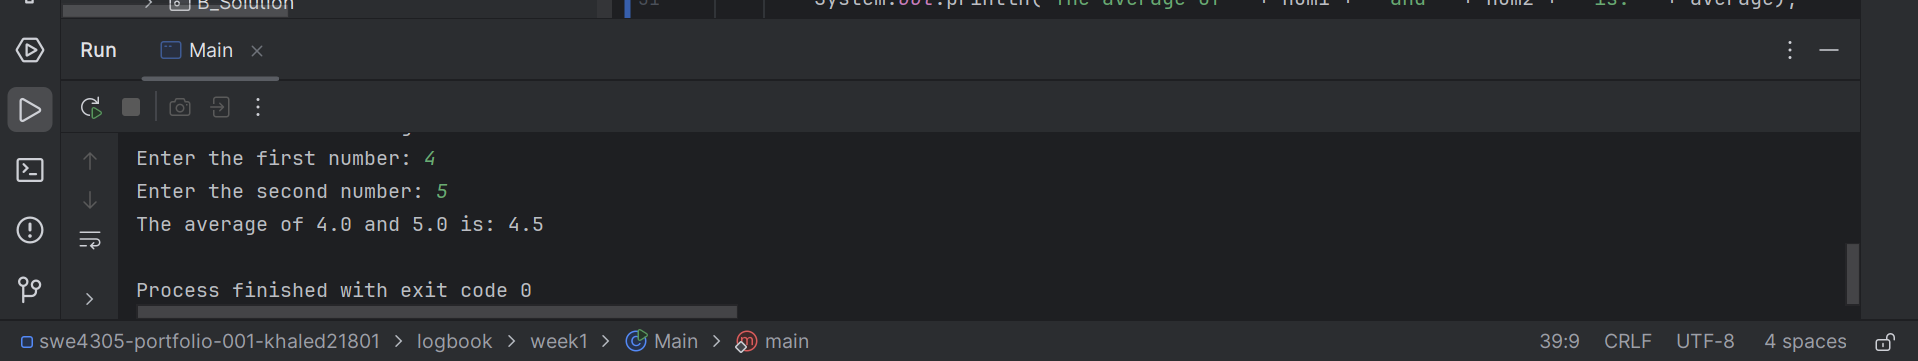 B_Solution
31 System.out.println("The average of " + num1 + " and " + num2 + " is: " + average);
Run Main
Enter the first number: 4
Enter the second number: 5
The average of 4.0 and 5.0 is: 4.5
Process finished with exit code 0
swe4305-portfolio-001-khaled21801 > logbook > week1 > Main > main 39:9 CRLF UTF-8 4 spaces